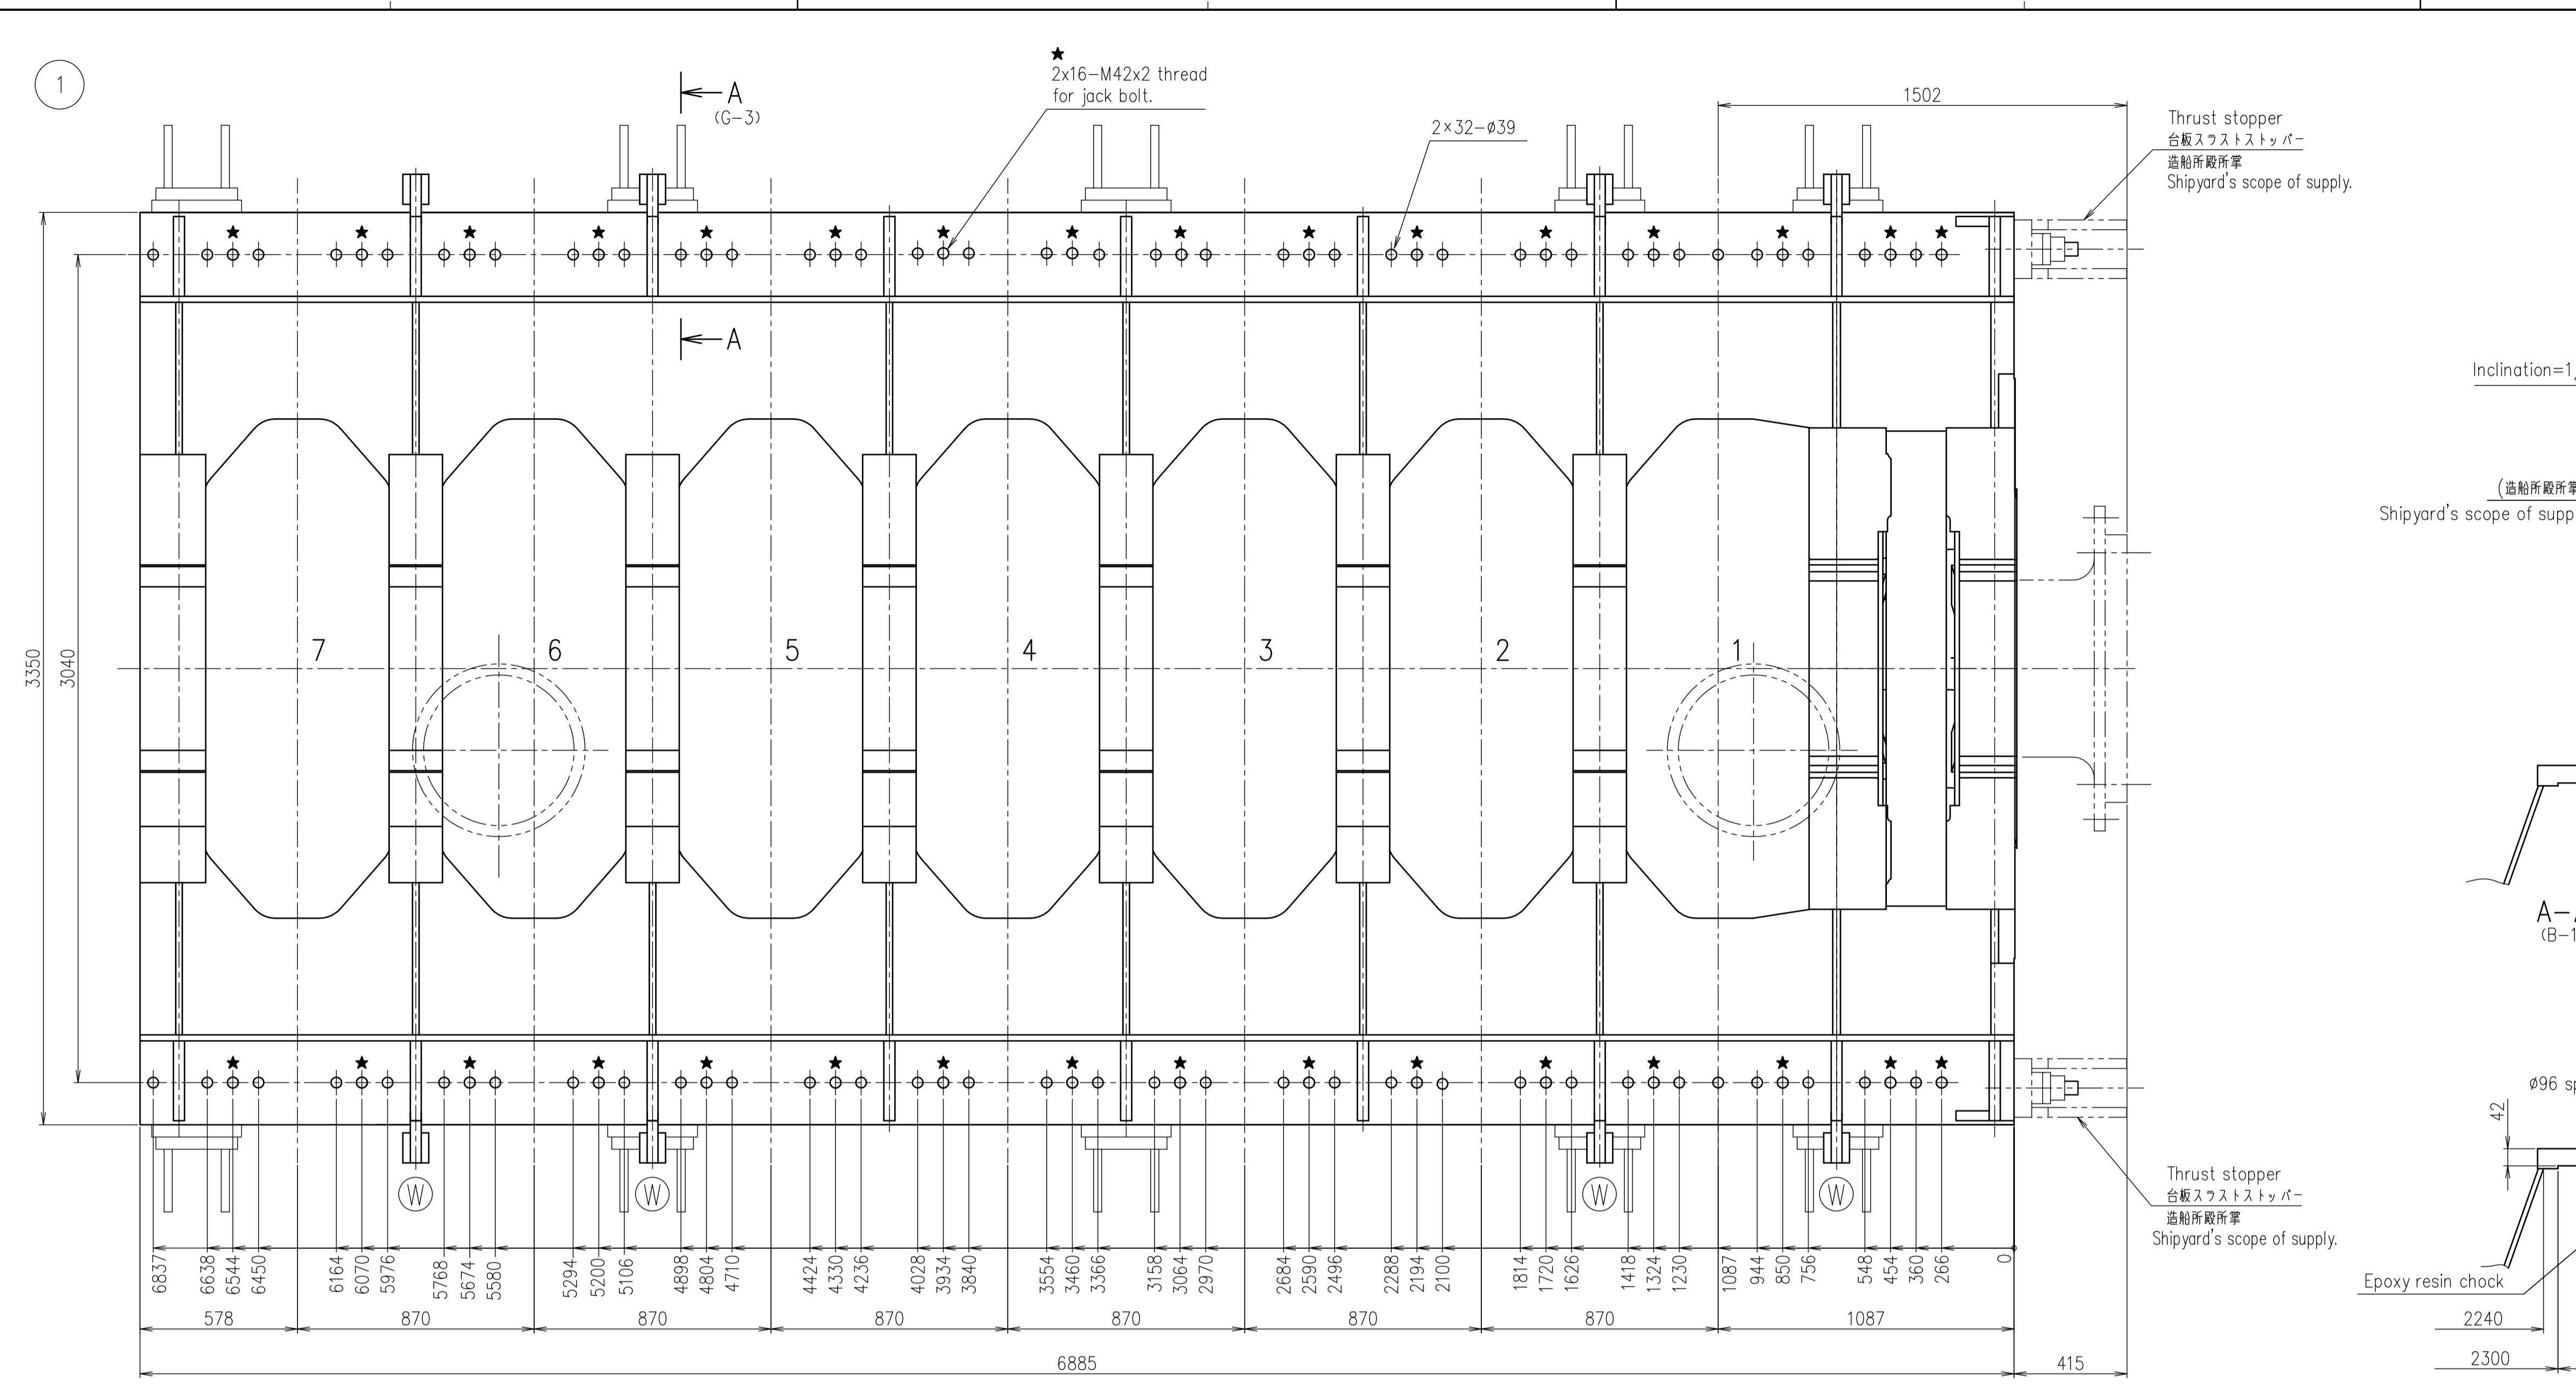 1
★
2x16-M42x2 thread
for jack bolt.
A
(G-3)
2×32-ø39
1502
Thrust stopper
台板スラストストッパー
造船所殿所掌
Shipyard's scope of supply.
A
Inclination=1/
(造船所殿所掌
Shipyard's scope of supp
3350
3040
7
6
5
4
3
2
1
A-A
(B-1
ø96 sp
42
Thrust stopper
台板スラストストッパー
造船所殿所掌
Shipyard's scope of supply.
W
W
W
W
6837
6638
6544
6450
6164
6070
5976
5768
5674
5580
5294
5200
5106
4898
4804
4710
4424
4330
4236
4028
3934
3840
3554
3460
3366
3158
3064
2970
2684
2590
2496
2288
2194
2100
1814
1720
1626
1418
1324
1230
1087
944
850
756
548
454
360
266
0
Epoxy resin chock
578
870
870
870
870
870
870
1087
2240
6885
415
2300